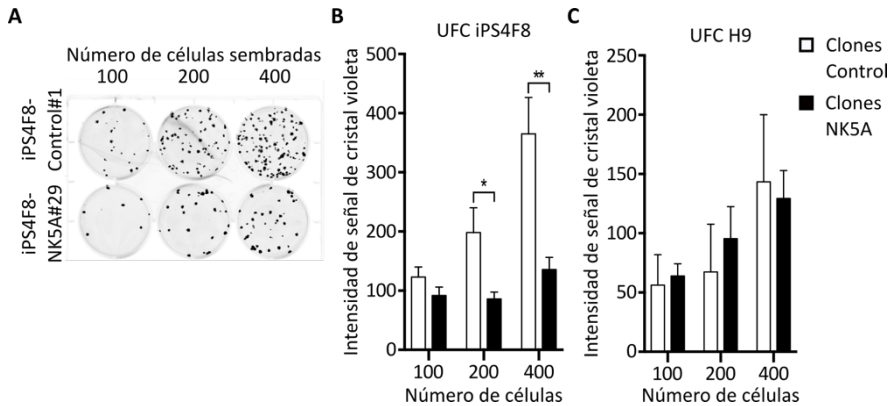 A
Número de células sembradas
100 200 400
iPS4F8-
Control#1
iPS4F8-
NK5A#29
B
UFC iPS4F8
Intensidad de señal de cristal violeta
500
400
300
200
100
0
*
**
100 200 400
Número de células
C
UFC H9
Intensidad de señal de cristal violeta
250
200
150
100
50
0
100 200 400
Número de células
Clones
Control
Clones
NK5A